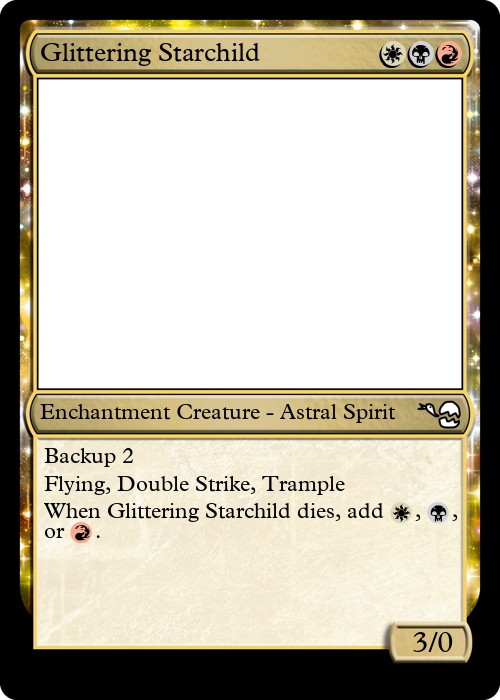 Glittering Starchild
Enchantment Creature - Astral Spirit
Backup 2
Flying, Double Strike, Trample
When Glittering Starchild dies, add , ,
or .
3/0